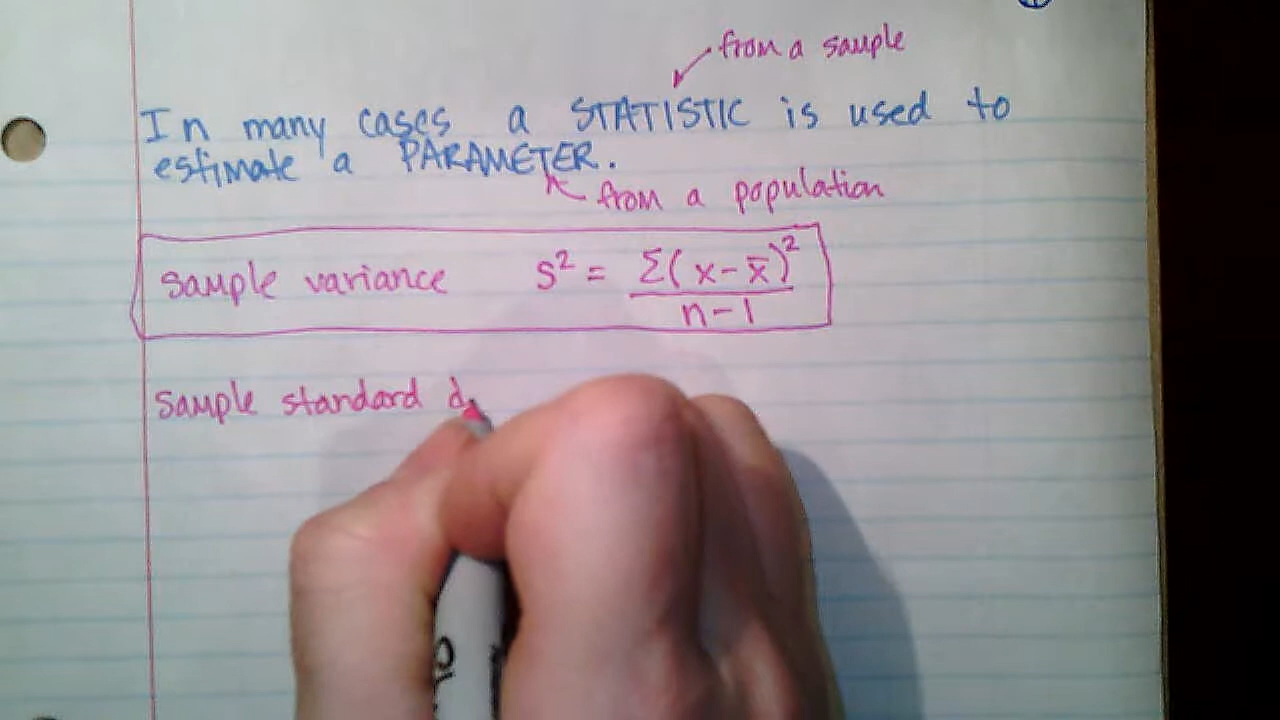 from a sample
In many cases a STATISTIC is used to
estimate a PARAMETER.
from a population
sample variance s² = Σ(x-x̄)² / n-1
sample standard d